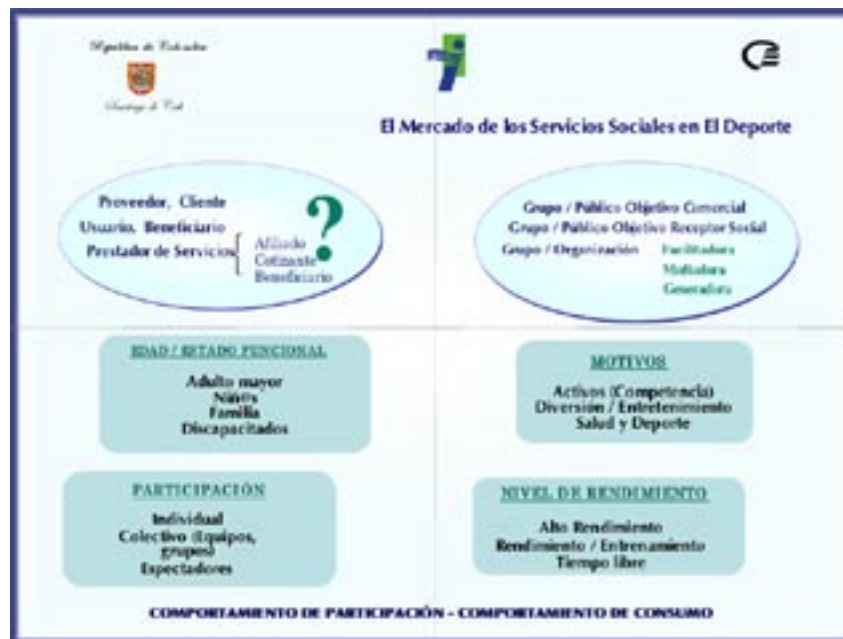 República de Colombia
Santiago de Cali
El Mercado de los Servicios Sociales en El Deporte
Proveedor, Cliente
Usuario, Beneficiario
Prestador de Servicios
Afiliado
Cotizante
Beneficiario
?
Grupo / Público Objetivo Comercial
Grupo / Público Objetivo Receptor Social
Grupo / Organización Facilitadora
Mediadora
Generadora
EDAD / ESTADO FUNCIONAL
Adulto mayor
Niñ@s
Familia
Discapacitados
MOTIVOS
Activos (Competencia)
Diversión / Entretenimiento
Salud y Deporte
PARTICIPACIÓN
Individual
Colectivo (Equipos,
grupos)
Espectadores
NIVEL DE RENDIMIENTO
Alto Rendimiento
Rendimiento / Entrenamiento
Tiempo libre
COMPORTAMIENTO DE PARTICIPACIÓN - COMPORTAMIENTO DE CONSUMO